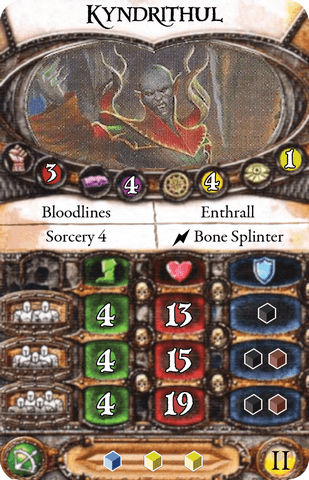 KYNDRITHUL
3 4 4 1
Bloodlines Enthrall
Sorcery 4 Bone Splinter
4 13
4 15
4 19
II